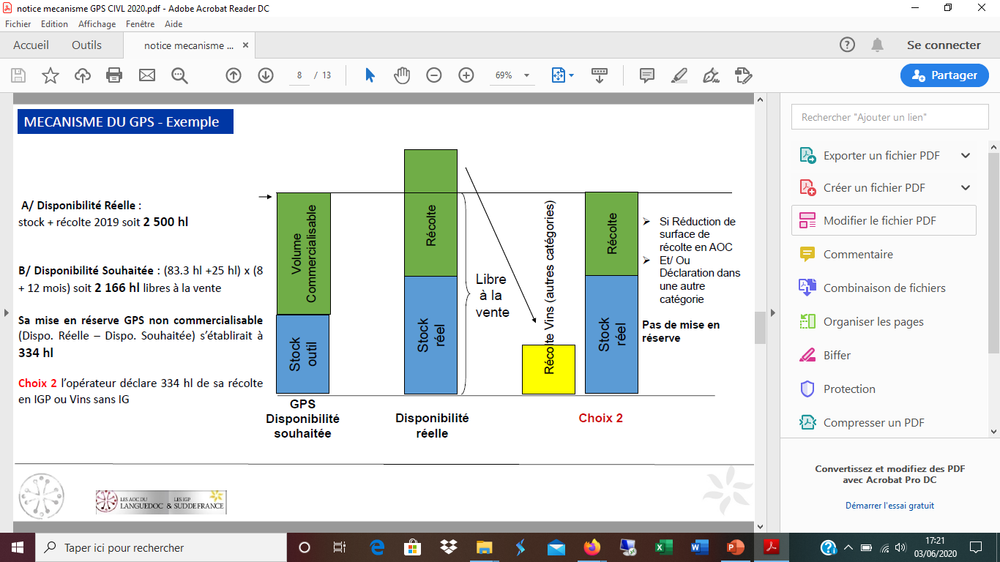 notice mecanisme GPS CIVL 2020.pdf - Adobe Acrobat Reader DC
Fichier Edition Affichage Fenêtre Aide
Accueil Outils notice mecanisme ... × Se connecter
8 / 13 69% Partager
MECANISME DU GPS - Exemple
A/ Disponibilité Réelle :
stock + récolte 2019 soit 2 500 hl
B/ Disponibilité Souhaitée : (83.3 hl +25 hl) x (8
+ 12 mois) soit 2 166 hl libres à la vente
Sa mise en réserve GPS non commercialisable
(Dispo. Réelle – Dispo. Souhaitée) s’établirait à
334 hl
Choix 2 l’opérateur déclare 334 hl de sa récolte
en IGP ou Vins sans IG
Volume
Commercialisable
Stock
outil
GPS
Disponibilité
souhaitée
Récolte
Stock
réel
Disponibilité
réelle
Libre
à la
vente
Récolte Vins (autres catégories)
Récolte
Stock
réel
Choix 2
Si Réduction de
surface de
récolte en AOC
Et/ Ou
Déclaration dans
une autre
catégorie
Pas de mise en
réserve
LES AOC DU LES IGP
LANGUEDOC & SUD DE FRANCE
Rechercher "Ajouter un lien"
Exporter un fichier PDF
Créer un fichier PDF
Modifier le fichier PDF
Commentaire
Combinaison de fichiers
Organiser les pages
Biffer
Protection
Compresser un PDF
Convertissez et modifiez des PDF
avec Acrobat Pro DC
Démarrer l'essai gratuit
Taper ici pour rechercher
17:21
03/06/2020